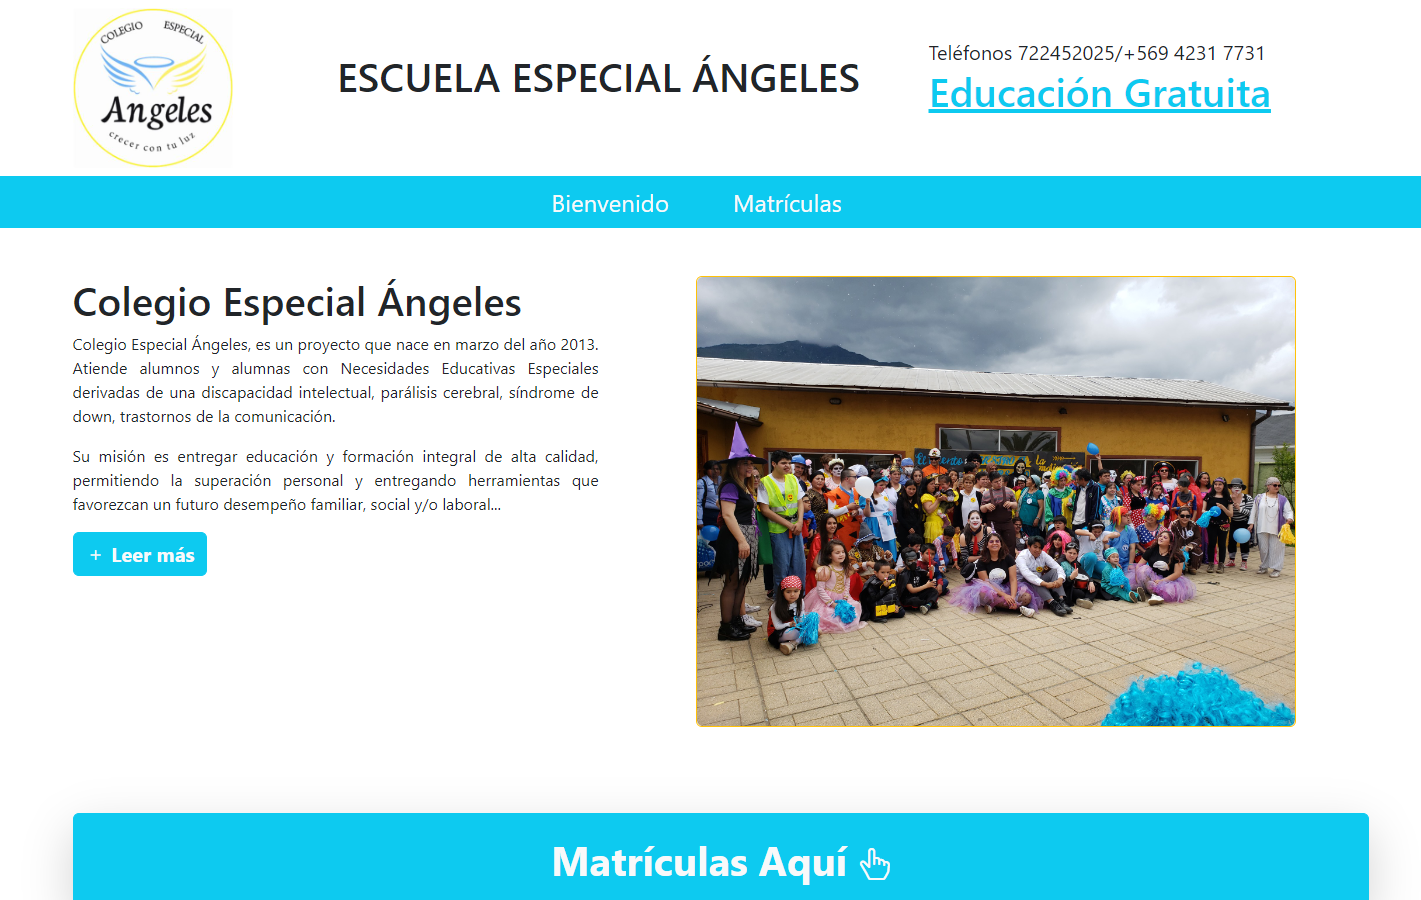 COLEGIO ESPECIAL
Angeles
crecer con tu luz
ESCUELA ESPECIAL ÁNGELES
Teléfonos 722452025/+569 4231 7731
Educación Gratuita
Bienvenido Matrículas
Colegio Especial Ángeles
Colegio Especial Ángeles, es un proyecto que nace en marzo del año 2013.
Atiende alumnos y alumnas con Necesidades Educativas Especiales
derivadas de una discapacidad intelectual, parálisis cerebral, síndrome de
down, trastornos de la comunicación.
Su misión es entregar educación y formación integral de alta calidad,
permitiendo la superación personal y entregando herramientas que
favorezcan un futuro desempeño familiar, social y/o laboral...
+ Leer más
Matrículas Aquí